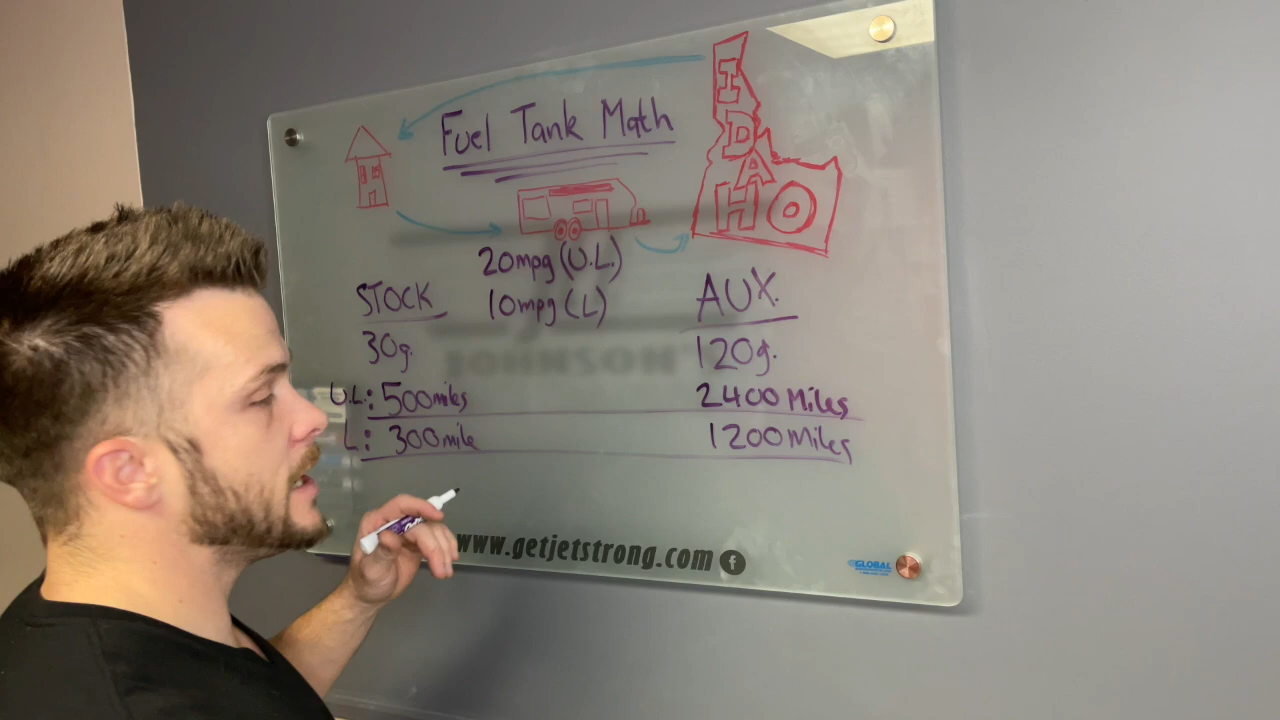 Fuel Tank Math
IDAHO
20mpg (U.L.)
10mpg (L)
STOCK
30g.
U.L.: 500miles
L: 300mile
AUX.
120g.
2400 Miles
1200 Miles
JOHNSON
www.getjetstrong.com f
GLOBAL